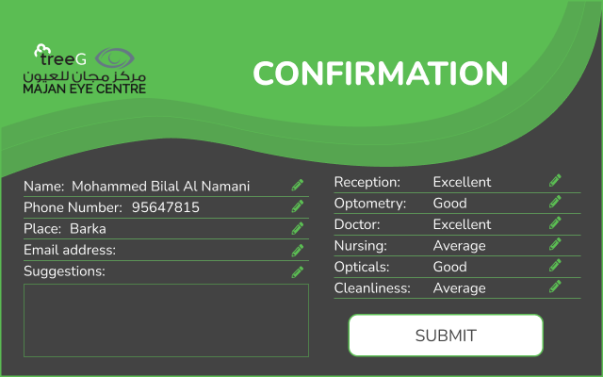 treeG
مركز مجان للعيون
MAJAN EYE CENTRE
CONFIRMATION
Name: Mohammed Bilal Al Namani
Phone Number: 95647815
Place: Barka
Email address:
Suggestions:
Reception: Excellent
Optometry: Good
Doctor: Excellent
Nursing: Average
Opticals: Good
Cleanliness: Average
SUBMIT